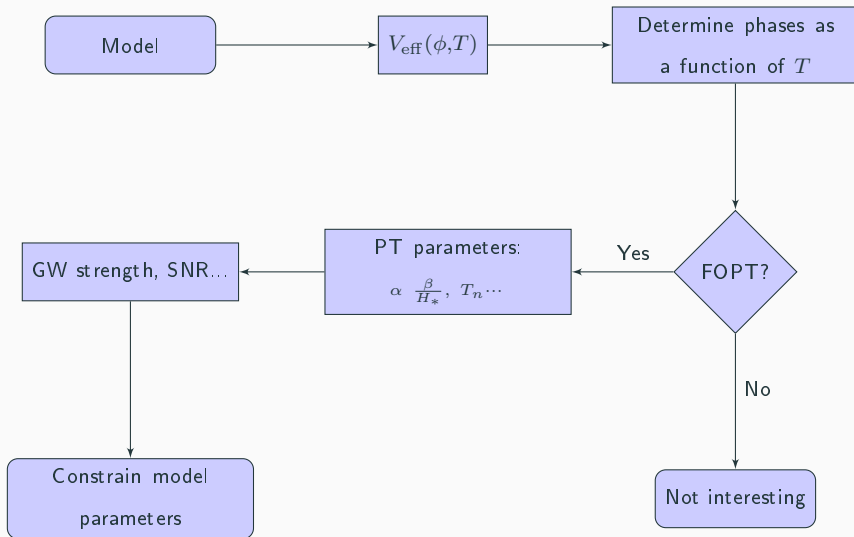 Model
V_eff(ϕ,T)
Determine phases as
a function of T
FOPT?
Yes
PT parameters:
α β/H_*, T_n⋯
GW strength, SNR...
Constrain model
parameters
No
Not interesting